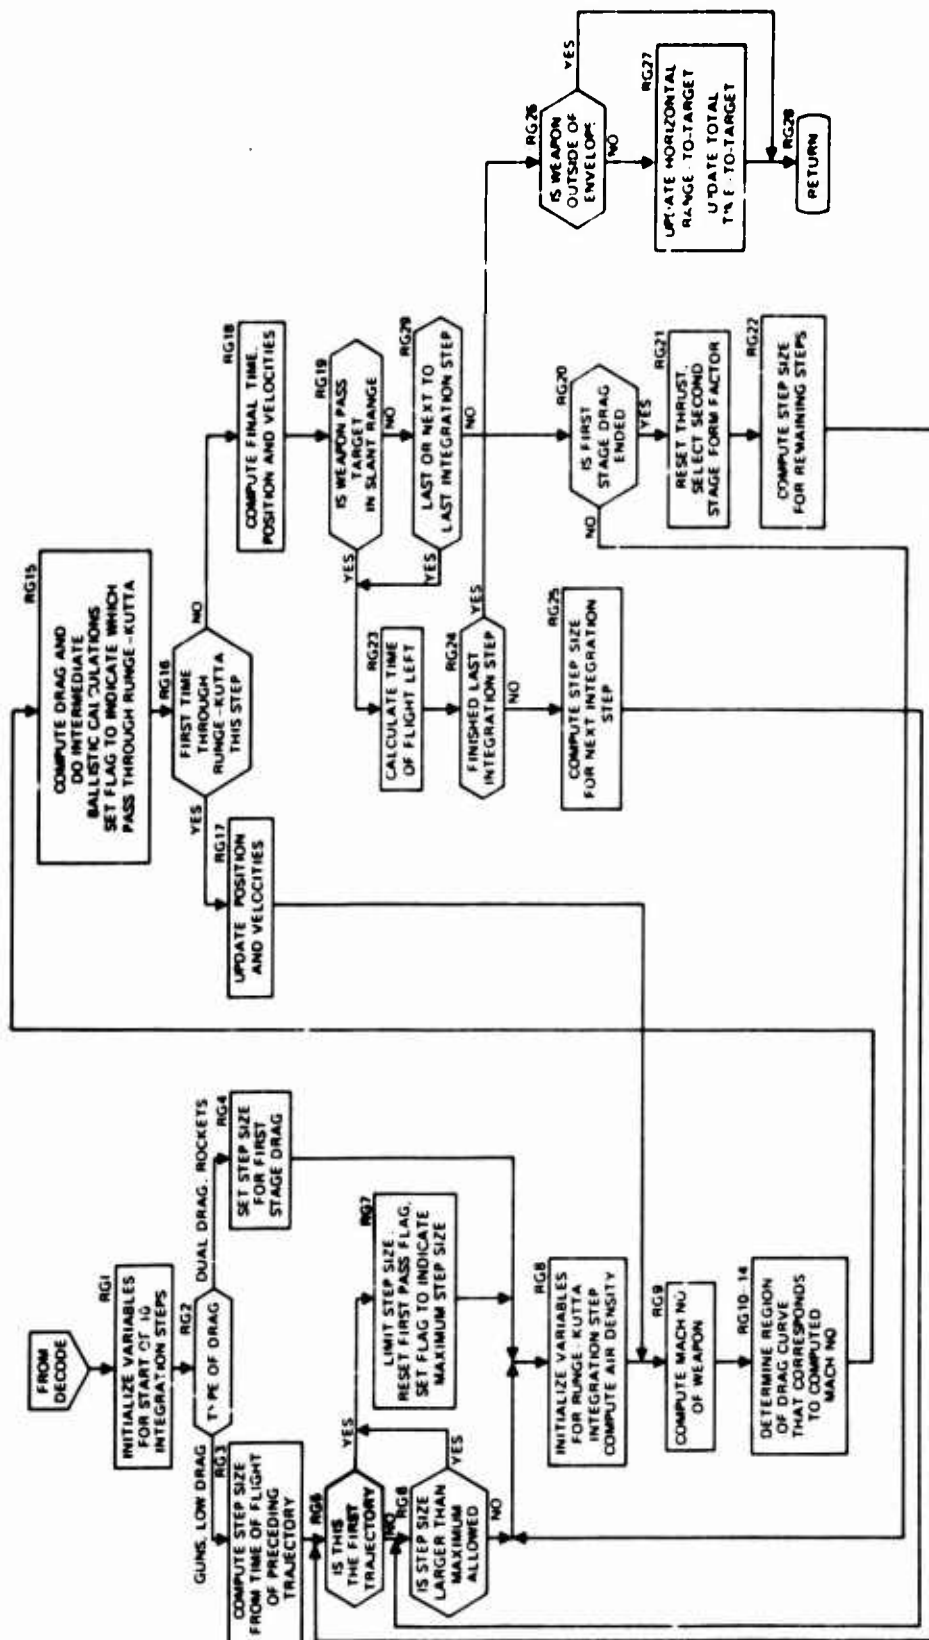 FROM
DECODE
RG1
INITIALIZE VARIABLES
FOR START OF 16
INTEGRATION STEPS
RG2
TYPE OF DRAG
GUNS, LOW DRAG
DUAL DRAG, ROCKETS
RG3
COMPUTE STEP SIZE
FROM TIME OF FLIGHT
OF PRECEDING
TRAJECTORY
RG4
SET STEP SIZE
FOR FIRST
STAGE DRAG
RG5
IS THIS
THE FIRST
TRAJECTORY
YES
NO
RG6
IS STEP SIZE
LARGER THAN
MAXIMUM
ALLOWED
YES
NO
RG7
LIMIT STEP SIZE.
RESET FIRST PASS FLAG.
SET FLAG TO INDICATE
MAXIMUM STEP SIZE
RG8
INITIALIZE VARIABLES
FOR RUNGE-KUTTA
INTEGRATION STEP
COMPUTE AIR DENSITY
RG9
COMPUTE MACH NO
OF WEAPON
RG10-14
DETERMINE REGION
OF DRAG CURVE
THAT CORRESPONDS
TO COMPUTED
MACH NO
RG15
COMPUTE DRAG AND
DO INTERMEDIATE
BALLISTIC CALCULATIONS
SET FLAG TO INDICATE WHICH
PASS THROUGH RUNGE-KUTTA
RG16
FIRST TIME
THROUGH
RUNGE-KUTTA
THIS STEP
YES
NO
RG17
UPDATE POSITION
AND VELOCITIES
RG18
COMPUTE FINAL TIME,
POSITION AND VELOCITIES
RG19
IS WEAPON PASS
TARGET
IN SLANT RANGE
YES
NO
RG29
LAST OR NEXT TO
LAST INTEGRATION STEP
YES
NO
RG23
CALCULATE TIME
OF FLIGHT LEFT
RG24
FINISHED LAST
INTEGRATION STEP
YES
NO
RG25
COMPUTE STEP SIZE
FOR NEXT INTEGRATION
STEP
RG20
IS FIRST
STAGE DRAG
ENDED
NO
YES
RG21
RESET THRUST,
SELECT SECOND
STAGE FORM FACTOR
RG22
COMPUTE STEP SIZE
FOR REMAINING STEPS
RG26
IS WEAPON
OUTSIDE OF
ENVELOPE
YES
NO
RG27
UPDATE HORIZONTAL
RANGE-TO-TARGET
UPDATE TOTAL
TIME-TO-TARGET
RG28
RETURN